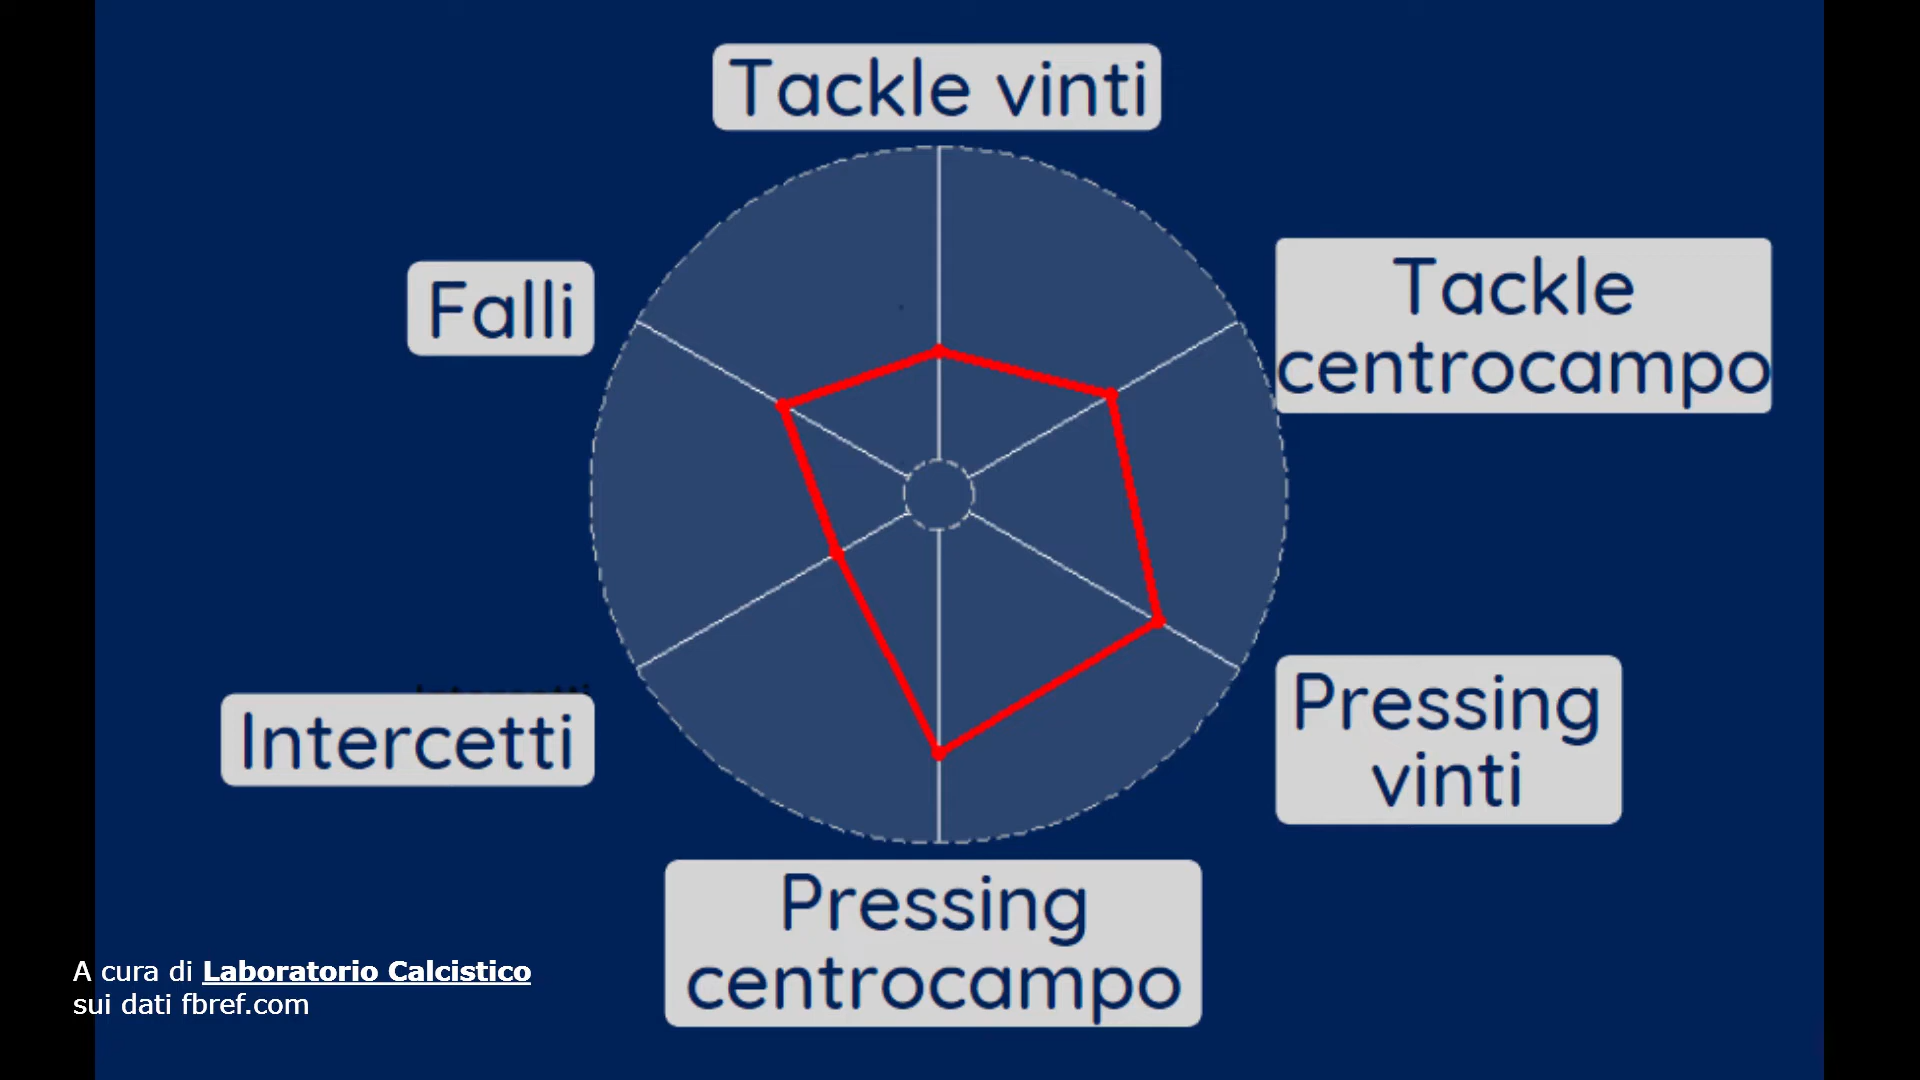 Tackle vinti
Falli
Tackle
centrocampo
Intercetti
Pressing
vinti
Pressing
centrocampo
A cura di Laboratorio Calcistico
sui dati fbref.com